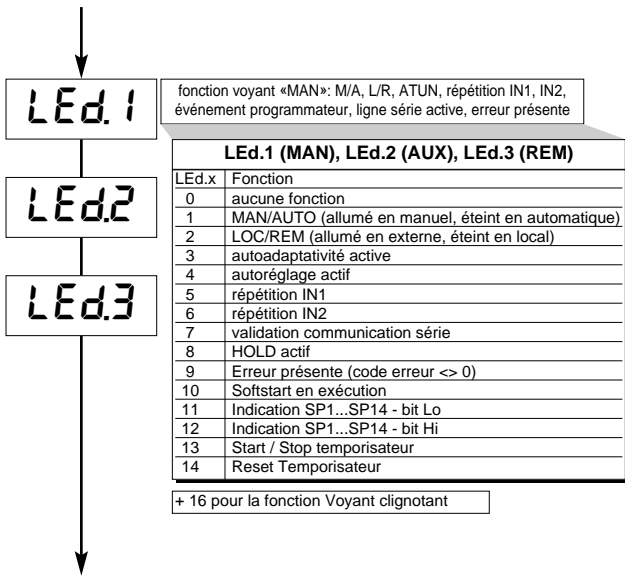 LEd.1
fonction voyant «MAN»: M/A, L/R, ATUN, répétition IN1, IN2,
événement programmateur, ligne série active, erreur présente
LEd.1 (MAN), LEd.2 (AUX), LEd.3 (REM)
LEd.x Fonction
0 aucune fonction
1 MAN/AUTO (allumé en manuel, éteint en automatique)
2 LOC/REM (allumé en externe, éteint en local)
3 autoadaptativité active
4 autoréglage actif
5 répétition IN1
6 répétition IN2
7 validation communication série
8 HOLD actif
9 Erreur présente (code erreur <> 0)
10 Softstart en exécution
11 Indication SP1...SP14 - bit Lo
12 Indication SP1...SP14 - bit Hi
13 Start / Stop temporisateur
14 Reset Temporisateur
+ 16 pour la fonction Voyant clignotant
LEd.2
LEd.3